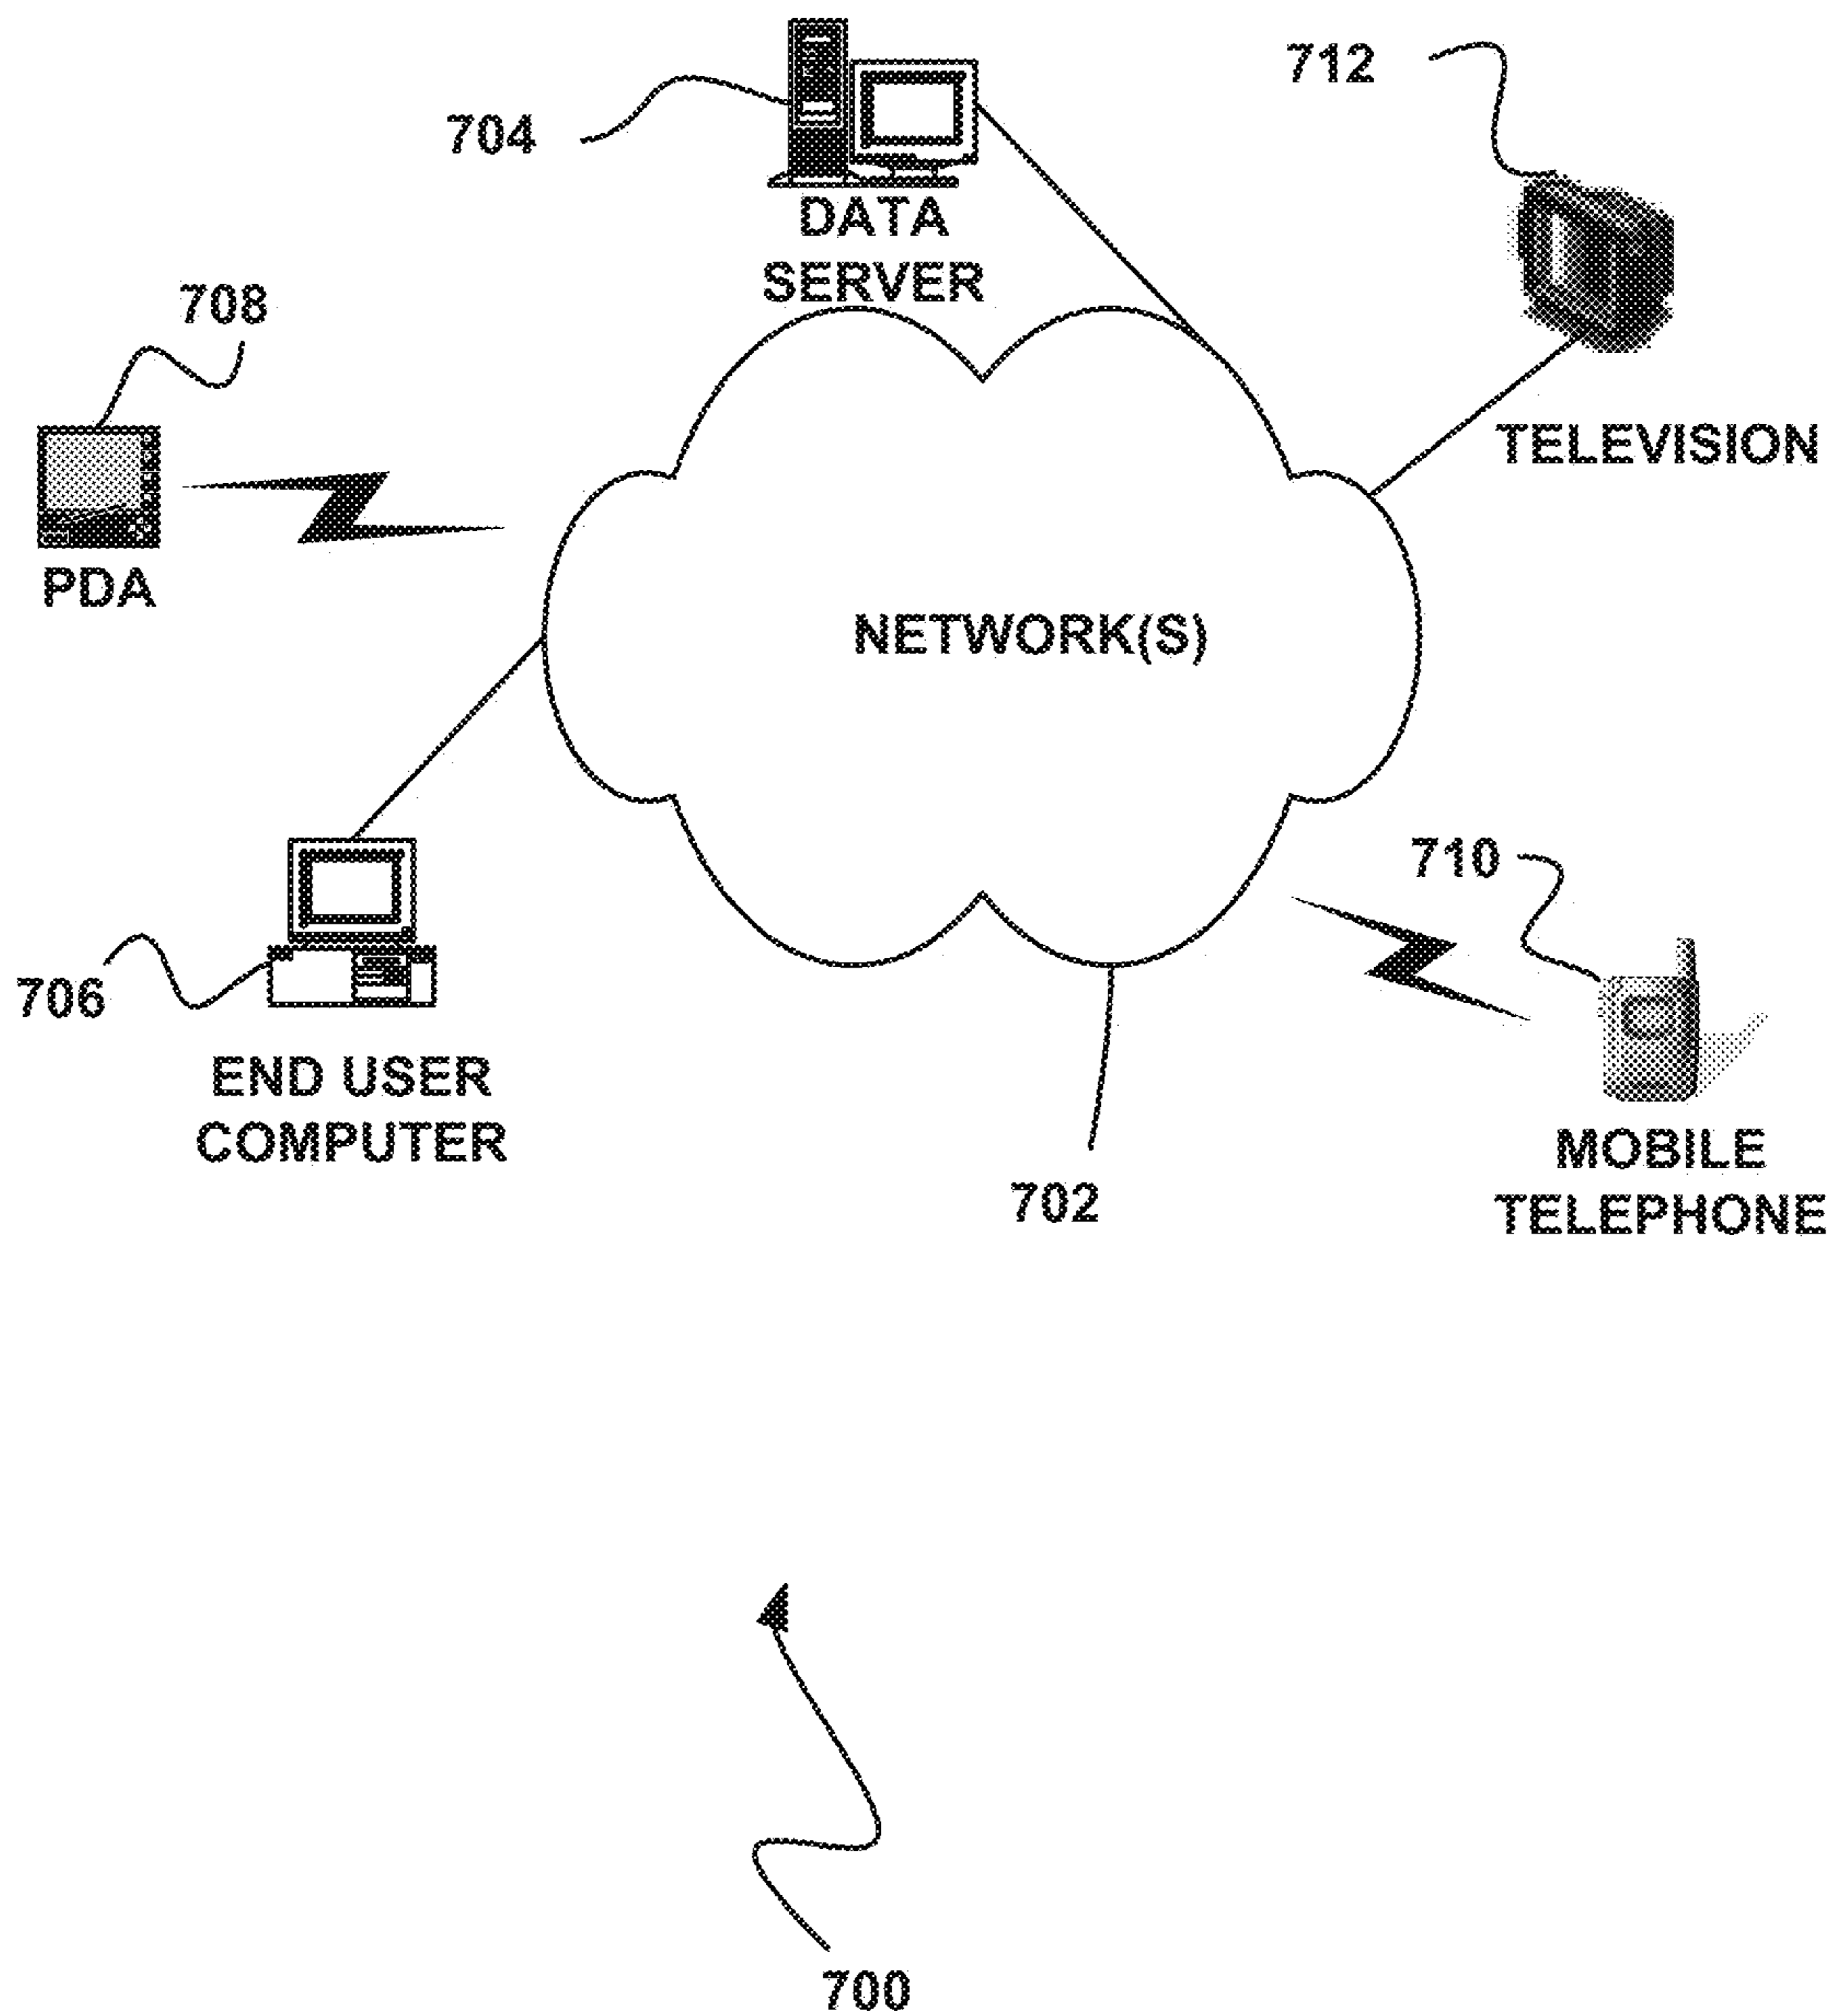 712
704
DATA
SERVER
708
TELEVISION
PDA
NETWORK(S)
710
706
END USER
COMPUTER
MOBILE
TELEPHONE
702
700